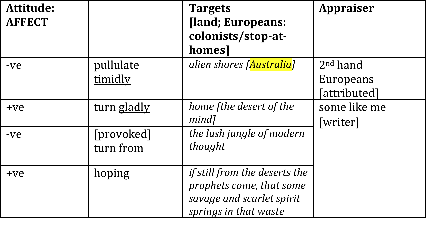 Attitude: AFFECT
Targets [land; Europeans: colonists/stop-at-homes]
Appraiser
-ve
pullulate timidly
alien shores [Australia]
2nd hand Europeans [attributed]
+ve
turn gladly
home [the desert of the mind]
some like me [writer]
-ve
[provoked] turn from
the lush jungle of modern thought
+ve
hoping
if still from the deserts the prophets come, that some savage and scarlet spirit springs in that waste